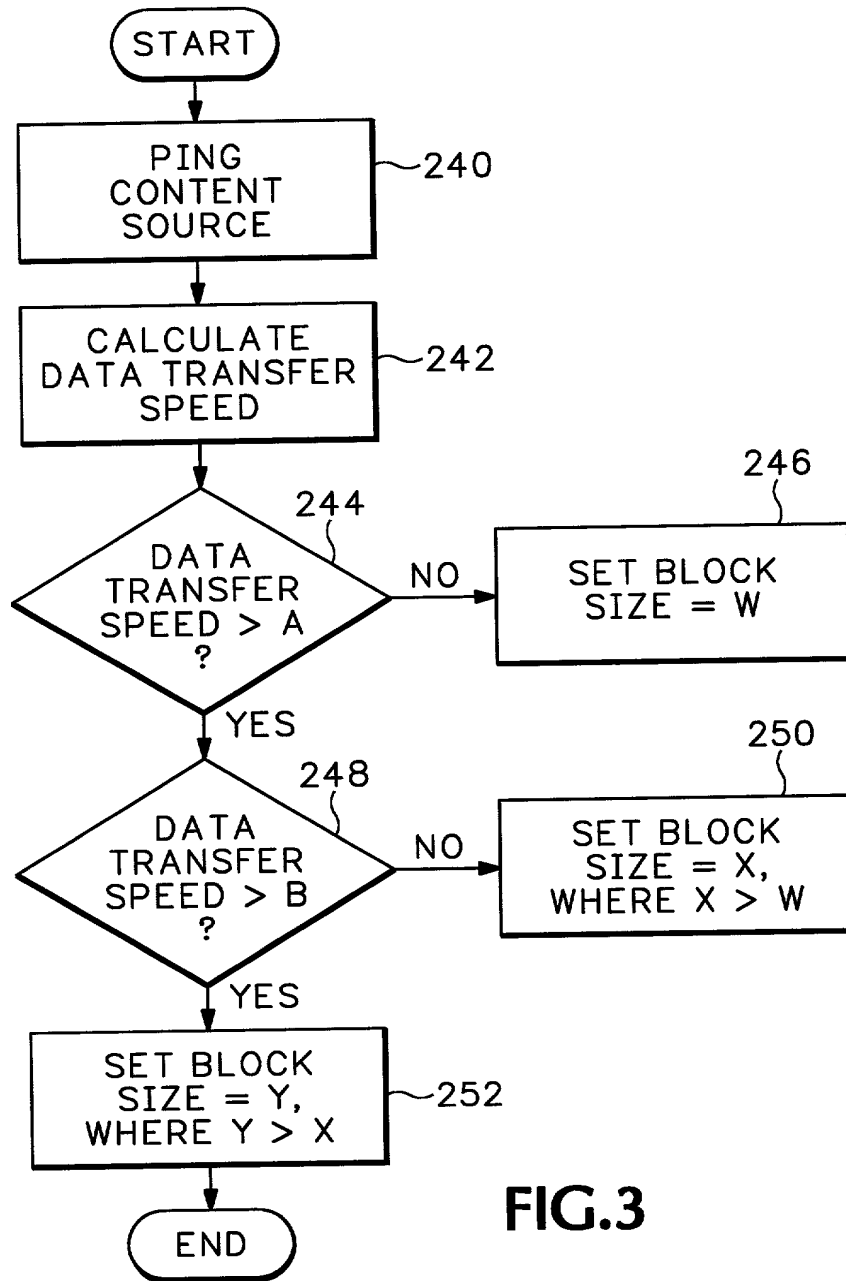 START
PING
CONTENT
SOURCE
240
CALCULATE
DATA TRANSFER
SPEED
242
244
DATA
TRANSFER
SPEED > A
?
NO
246
SET BLOCK
SIZE = W
YES
248
DATA
TRANSFER
SPEED > B
?
NO
250
SET BLOCK
SIZE = X,
WHERE X > W
YES
SET BLOCK
SIZE = Y,
WHERE Y > X
252
END
FIG.3